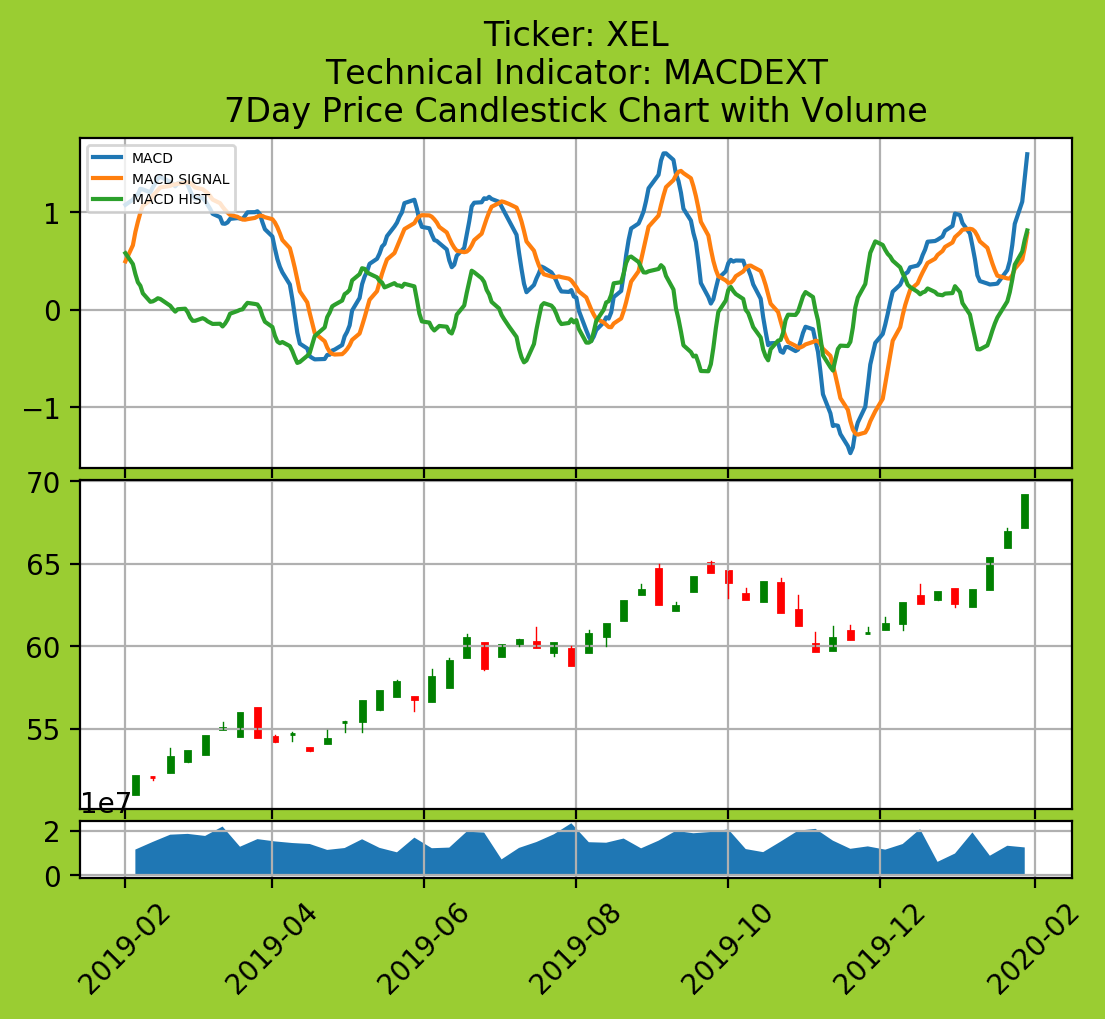 Ticker: XEL
Technical Indicator: MACDEXT
7Day Price Candlestick Chart with Volume
MACD
MACD SIGNAL
MACD HIST
1
0
−1
70
65
60
55
1e7
2
0
2019-02
2019-04
2019-06
2019-08
2019-10
2019-12
2020-02